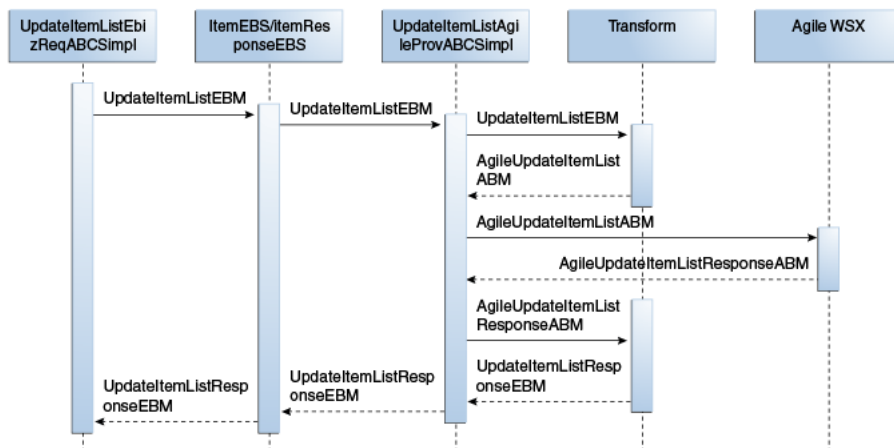 UpdateItemListEbi
zReqABCSimpl
ItemEBS/itemRes
ponseEBS
UpdateItemListAgi
leProvABCSimpl
Transform
Agile WSX
UpdateItemListEBM
UpdateItemListEBM
UpdateItemListEBM
AgileUpdateItemList
ABM
AgileUpdateItemListABM
AgileUpdateItemListResponseABM
AgileUpdateItemList
ResponseABM
UpdateItemListResp
onseEBM
UpdateItemListResp
onseEBM
UpdateItemListResp
onseEBM